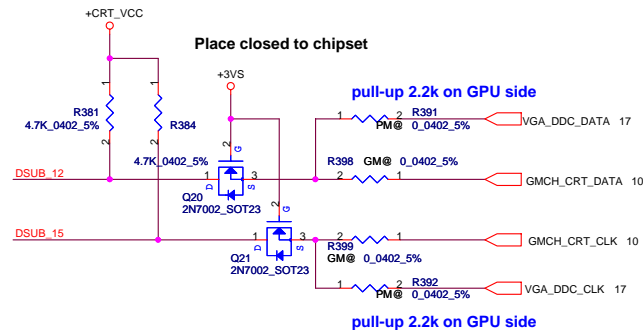 +CRT_VCC
Place closed to chipset
+3VS
pull-up 2.2k on GPU side
1
1
R381
4.7K_0402_5%
R384
2
2
4.7K_0402_5%
1
2
R391
PM@ 0_0402_5%
VGA_DDC_DATA 17
DSUB_12
1
D
2
G
S
3
Q20
2N7002_SOT23
R398 GM@ 0_0402_5%
2
1
GMCH_CRT_DATA 10
DSUB_15
1
D
2
G
S
3
Q21
2N7002_SOT23
2
1
R399
GM@ 0_0402_5%
GMCH_CRT_CLK 10
1
2
R392
PM@ 0_0402_5%
VGA_DDC_CLK 17
pull-up 2.2k on GPU side